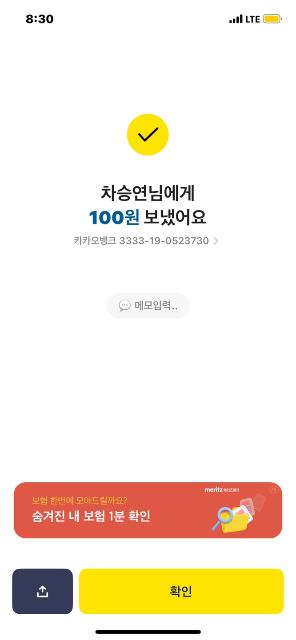 8:30
LTE
차승연님에게
100원 보냈어요
카카오뱅크 3333-19-0523730
메모입력..
meritz
보험 한번에 모아드릴까요?
숨겨진 내 보험 1분 확인
확인